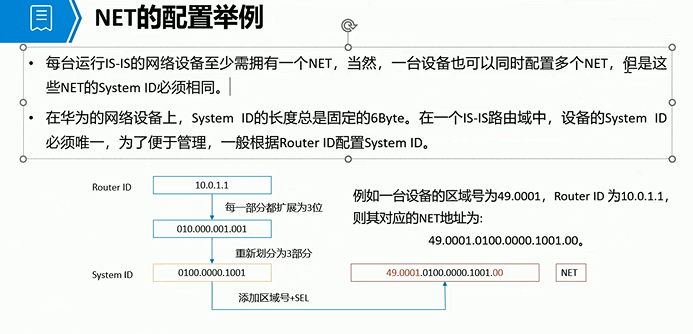 NET的配置举例
• 每台运行IS-IS的网络设备至少需拥有一个NET，当然，一台设备也可以同时配置多个NET，但是这
些NET的System ID必须相同。
• 在华为的网络设备上，System ID的长度总是固定的6Byte。在一个IS-IS路由域中，设备的System ID
必须唯一，为了便于管理，一般根据Router ID配置System ID。
Router ID
10.0.1.1
每一部分都扩展为3位
010.000.001.001
重新划分为3部分
System ID
0100.0000.1001
添加区域号+SEL
例如一台设备的区域号为49.0001，Router ID 为10.0.1.1，
则其对应的NET地址为:
49.0001.0100.0000.1001.00。
49.0001.0100.0000.1001.00
NET